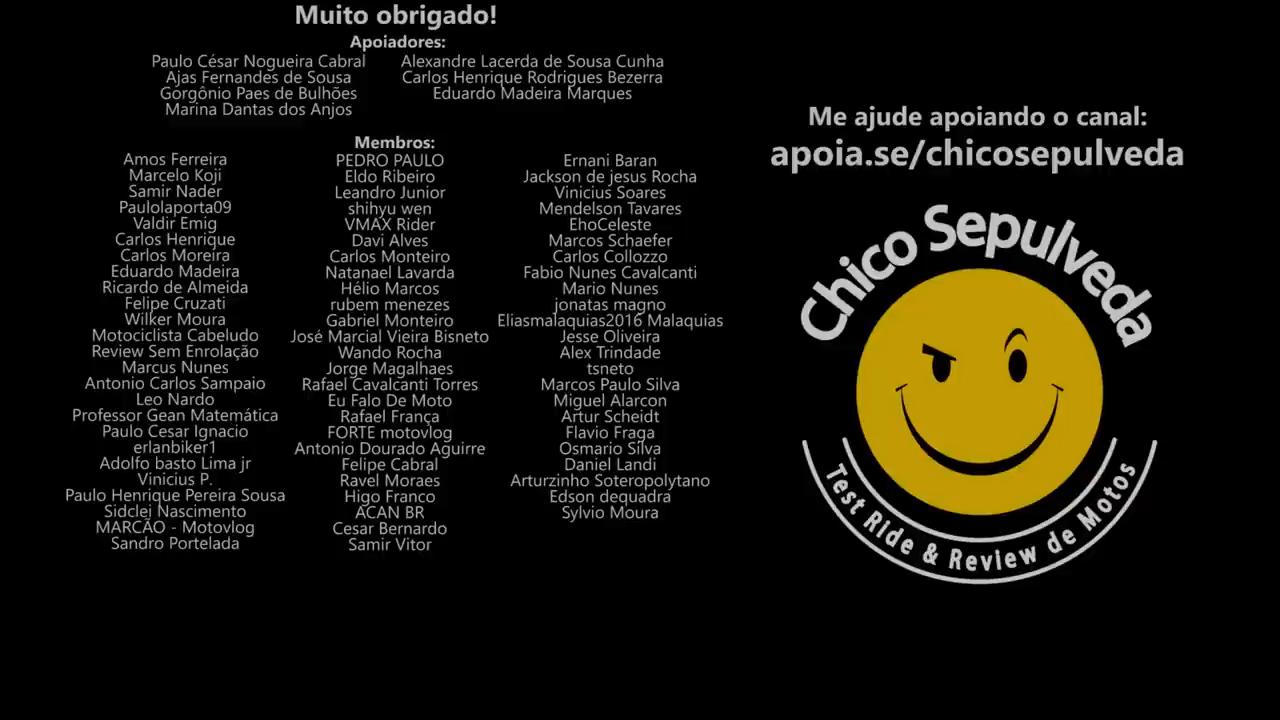 Muito obrigado!
Apoiadores:
Paulo César Nogueira Cabral
Ajas Fernandes de Sousa
Gorgônio Paes de Bulhões
Marina Dantas dos Anjos
Alexandre Lacerda de Sousa Cunha
Carlos Henrique Rodrigues Bezerra
Eduardo Madeira Marques
Membros:
Amos Ferreira
Marcelo Koji
Samir Nader
Paulolaporta09
Valdir Emig
Carlos Henrique
Carlos Moreira
Eduardo Madeira
Ricardo de Almeida
Felipe Cruzati
Wilker Moura
Motociclista Cabeludo
Review Sem Enrolação
Marcus Nunes
Antonio Carlos Sampaio
Leo Nardo
Professor Gean Matemática
Paulo Cesar Ignacio
erlanbiker1
Adolfo basto Lima jr
Vinicius P.
Paulo Henrique Pereira Sousa
Sidclei Nascimento
MARCÃO - Motovlog
Sandro Portelada
PEDRO PAULO
Eldo Ribeiro
Leandro Junior
shihyu wen
VMAX Rider
Davi Alves
Carlos Monteiro
Natanael Lavarda
Hélio Marcos
rubem menezes
Gabriel Monteiro
José Marcial Vieira Bisneto
Wando Rocha
Jorge Magalhaes
Rafael Cavalcanti Torres
Eu Falo De Moto
Rafael França
FORTE motovlog
Antonio Dourado Aguirre
Felipe Cabral
Ravel Moraes
Higo Franco
ACAN BR
Cesar Bernardo
Samir Vitor
Ernani Baran
Jackson de jesus Rocha
Vinicius Soares
Mendelson Tavares
EhoCeleste
Marcos Schaefer
Carlos Collozzo
Fabio Nunes Cavalcanti
Mario Nunes
jonatas magno
Eliasmalaquias2016 Malaquias
Jesse Oliveira
Alex Trindade
tsneto
Marcos Paulo Silva
Miguel Alarcon
Artur Scheidt
Flavio Fraga
Osmario Silva
Daniel Landi
Arturzinho Soteropolytano
Edson dequadra
Sylvio Moura
Me ajude apoiando o canal:
apoia.se/chicosepulveda
Chico Sepulveda
Test Ride & Review de Motos